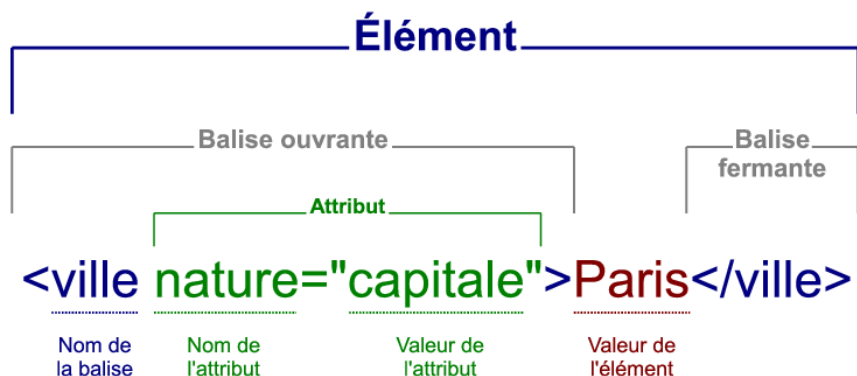 Élément
Balise ouvrante
Balise
fermante
Attribut
<ville nature="capitale">Paris</ville>
Nom de
la balise
Nom de
l'attribut
Valeur de
l'attribut
Valeur de
l'élément